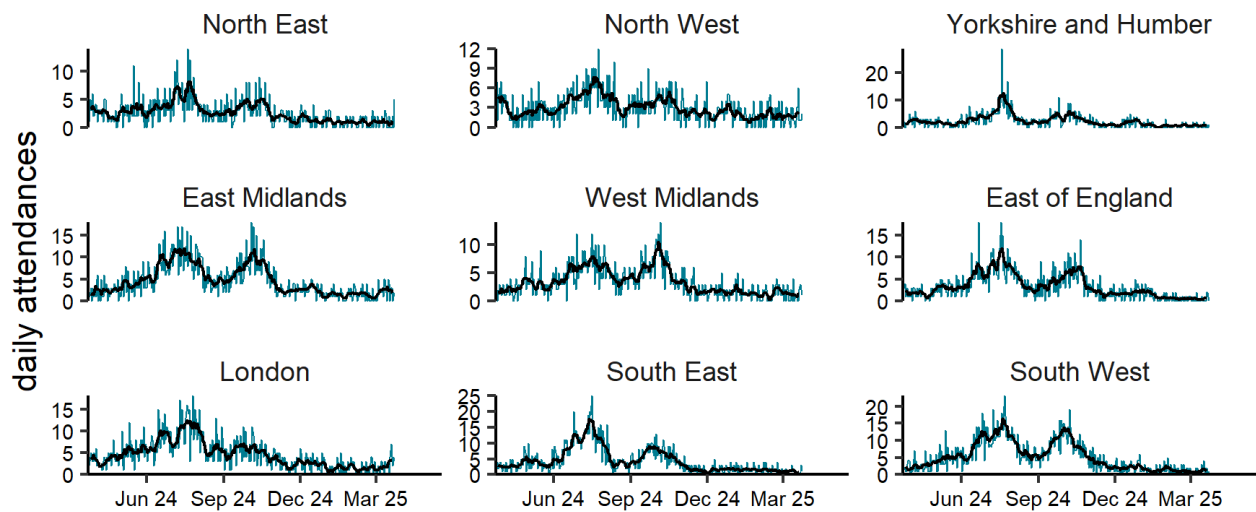 North East
North West
Yorkshire and Humber
10
5
0
12
9
6
3
0
20
10
0
East Midlands
West Midlands
East of England
15
10
5
0
10
5
0
15
10
5
0
daily attendances
London
South East
South West
15
10
5
0
25
20
15
10
5
0
20
15
10
5
0
Jun 24 Sep 24 Dec 24 Mar 25
Jun 24 Sep 24 Dec 24 Mar 25
Jun 24 Sep 24 Dec 24 Mar 25